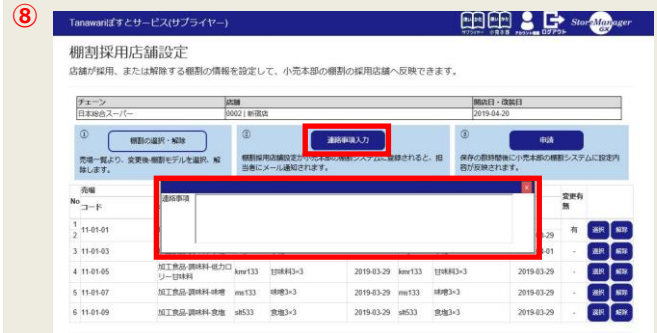 ⑧
Tanawariぽすとサービス(サプライヤー)
アカウント情報 ログアウト
StoreManager GX
棚割採用店舗設定
店舗が採用、または解除する棚割の情報を設定して、小売本部の棚割の採用店舗へ反映できます。
チェーン 店舗 開店日・改装日
日本総合スーパー 0002 | 新宿店 2019-04-20
① 棚割の選択・解除 ② 連絡事項入力 ③ 申請
売場一覧より、変更後棚割モデルを選択、解除します。
棚割採用店舗設定が小売本部の棚割システムに登録されると、担当者にメール通知されます。
保存の数時間後に小売本部の棚割システムに設定内容が反映されます。
連絡事項
x
売場 変更有無
No コード
1 11-01-01 有 選択 解除
2 03-29
3 11-01-03 03-01 - 選択 解除
4 11-01-05 加工食品-調味料-低カロリー甘味料 kmr133 甘味料3×3 2019-03-29 kmr133 甘味料3×3 2019-03-29 - 選択 解除
5 11-01-07 加工食品-調味料-味噌 ms133 味噌3×3 2019-03-29 ms133 味噌3×3 2019-03-29 - 選択 解除
6 11-01-09 加工食品-調味料-食塩 slt533 食塩3×3 2019-03-29 slt533 食塩3×3 2019-03-29 - 選択 解除